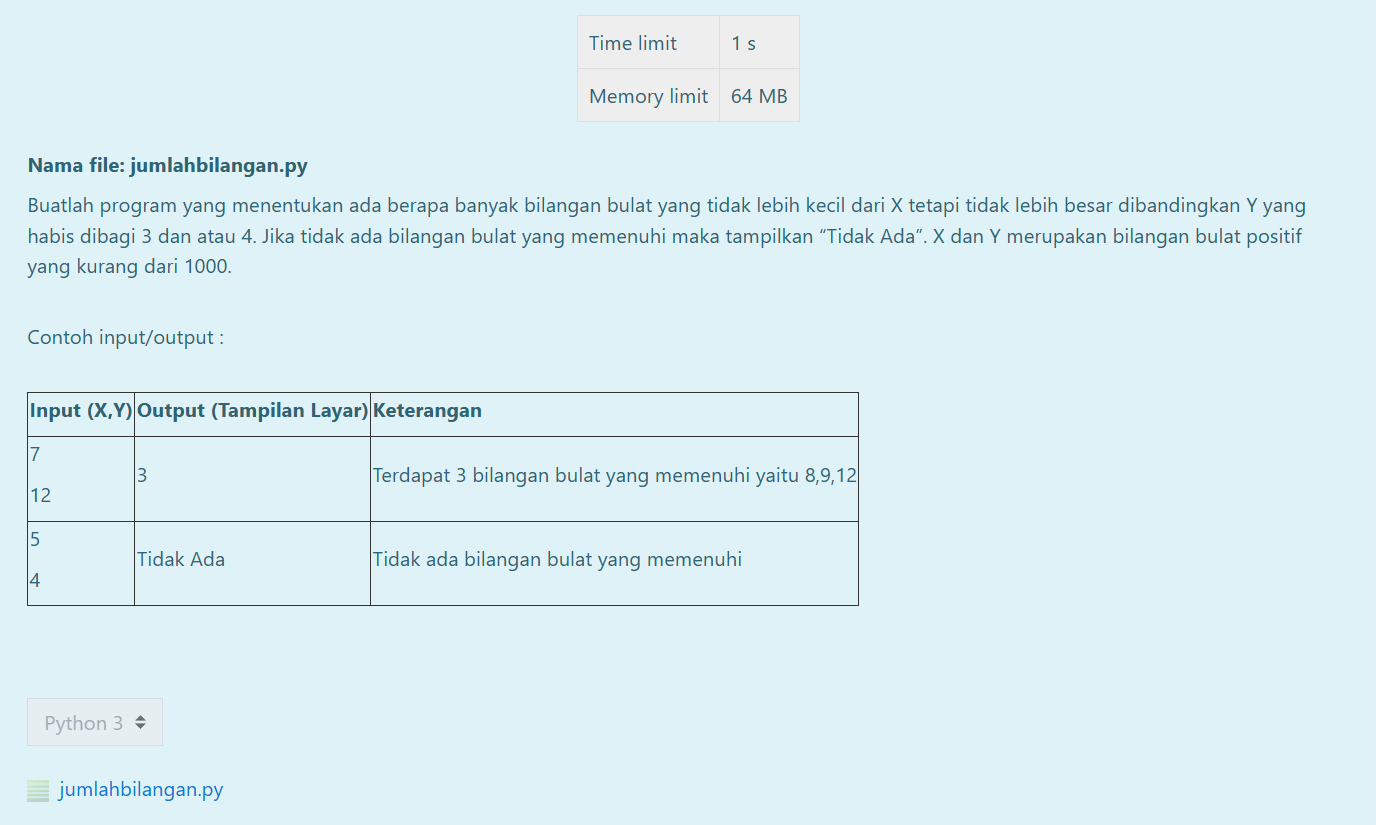 Time limit 1 s
Memory limit 64 MB
Nama file: jumlahbilangan.py
Buatlah program yang menentukan ada berapa banyak bilangan bulat yang tidak lebih kecil dari X tetapi tidak lebih besar dibandingkan Y yang
habis dibagi 3 dan atau 4. Jika tidak ada bilangan bulat yang memenuhi maka tampilkan “Tidak Ada”. X dan Y merupakan bilangan bulat positif
yang kurang dari 1000.
Contoh input/output :
Input (X,Y) Output (Tampilan Layar) Keterangan
7
12
3
Terdapat 3 bilangan bulat yang memenuhi yaitu 8,9,12
5
4
Tidak Ada
Tidak ada bilangan bulat yang memenuhi
Python 3
jumlahbilangan.py